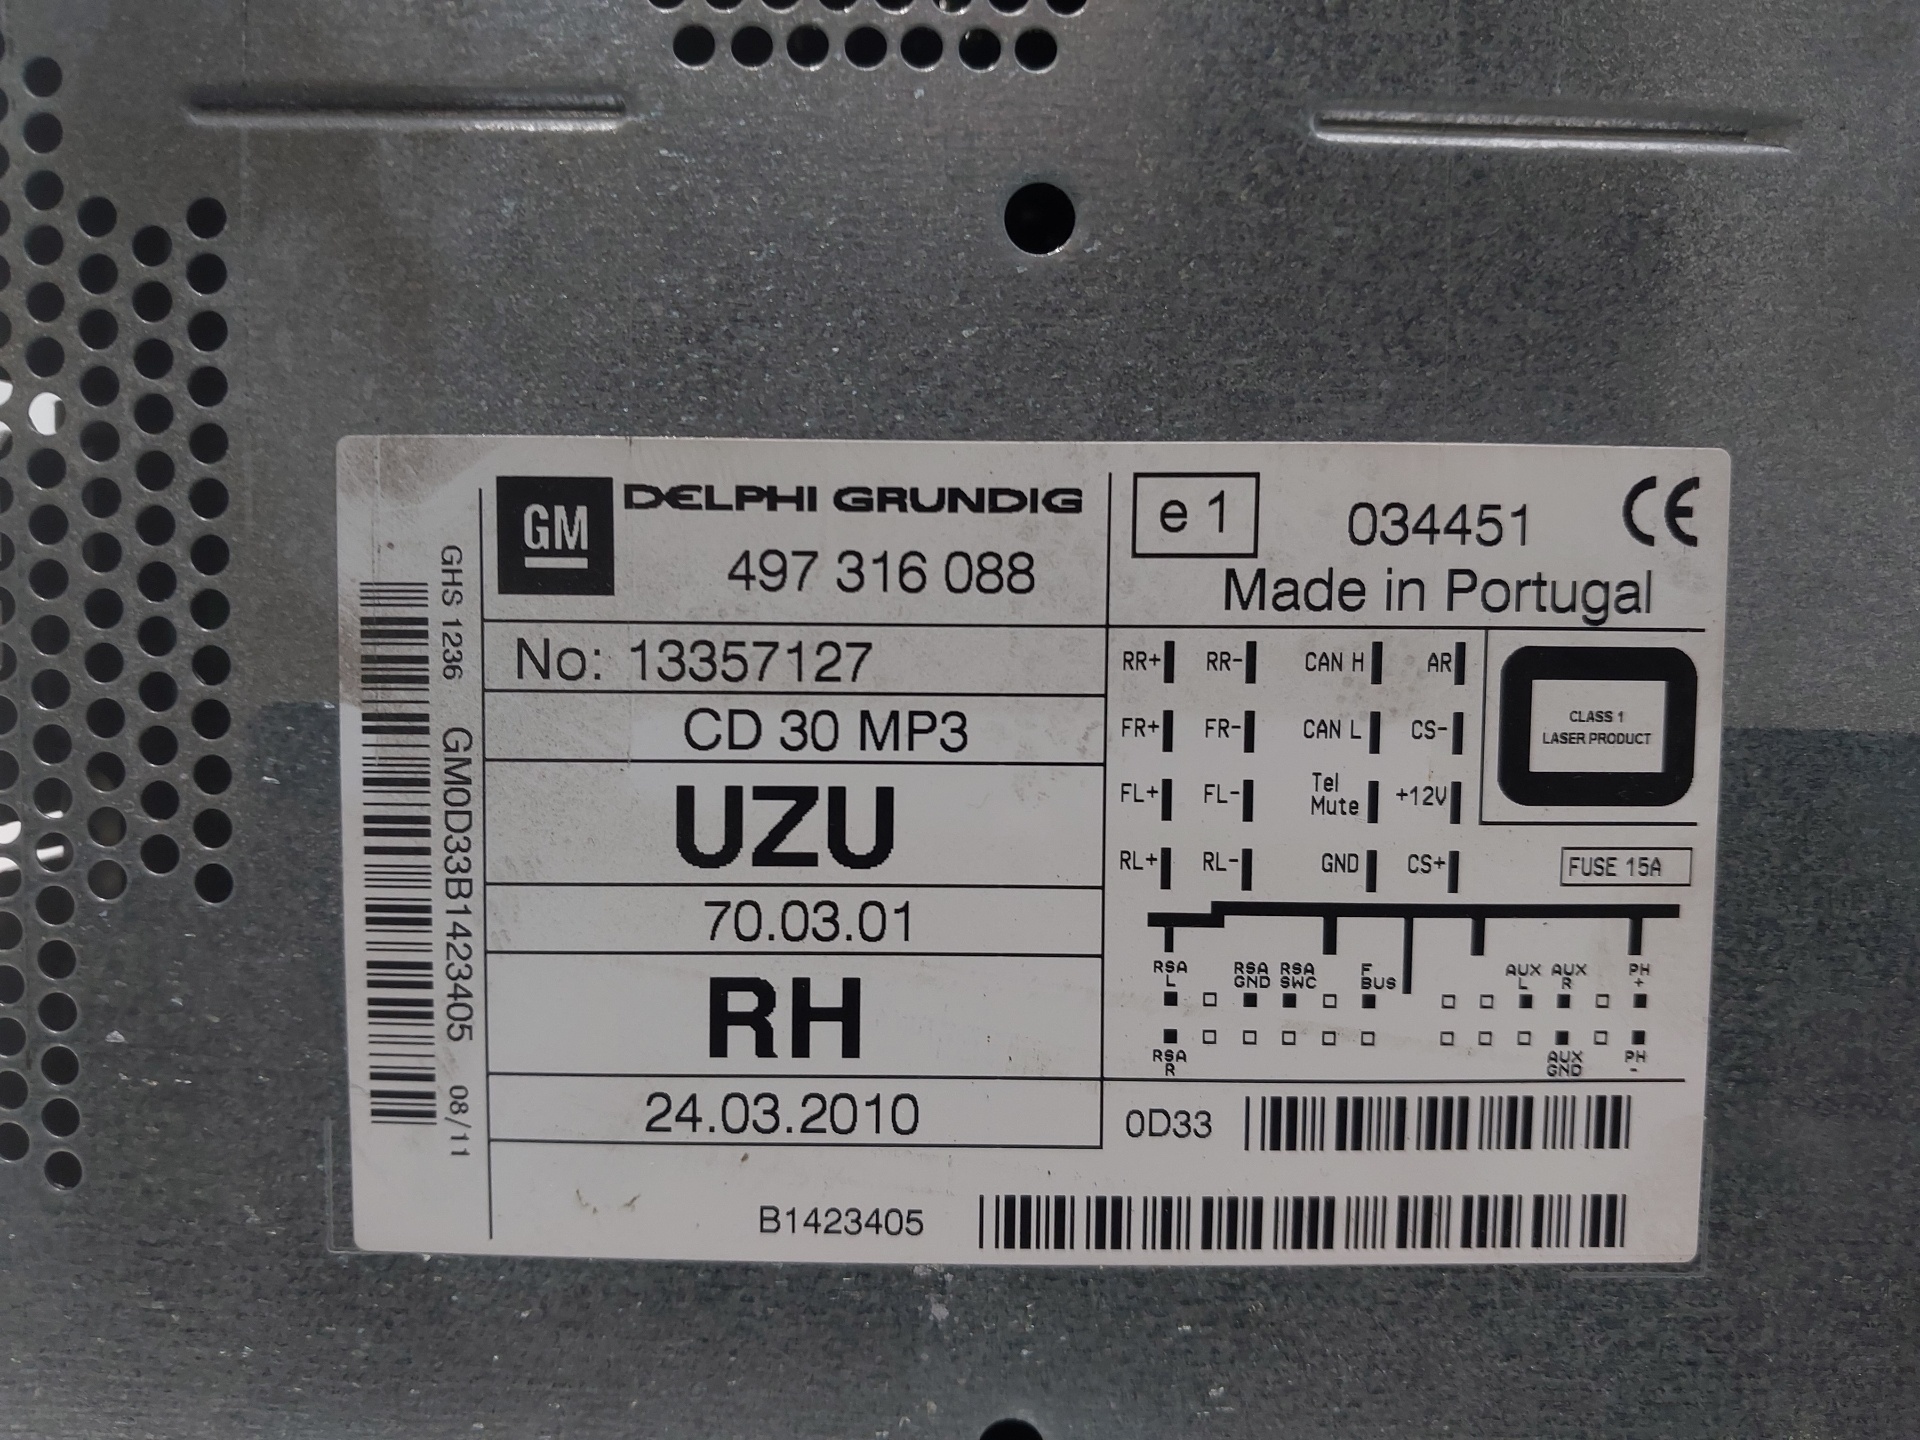 GM
DELPHI GRUNDIG
497 316 088
No: 13357127
CD 30 MP3
UZU
70.03.01
RH
24.03.2010
e 1
034451
CE
Made in Portugal
RR+ RR- CAN H AR
FR+ FR- CAN L CS-
FL+ FL- Tel Mute +12V
RL+ RL- GND CS+
CLASS 1
LASER PRODUCT
FUSE 15A
RSA L RSA GND RSA SWC F BUS AUX L AUX R PH +
RSA R AUX GND PH -
0D33
B1423405
GHS 1236 GM0D33B1423405 08/11